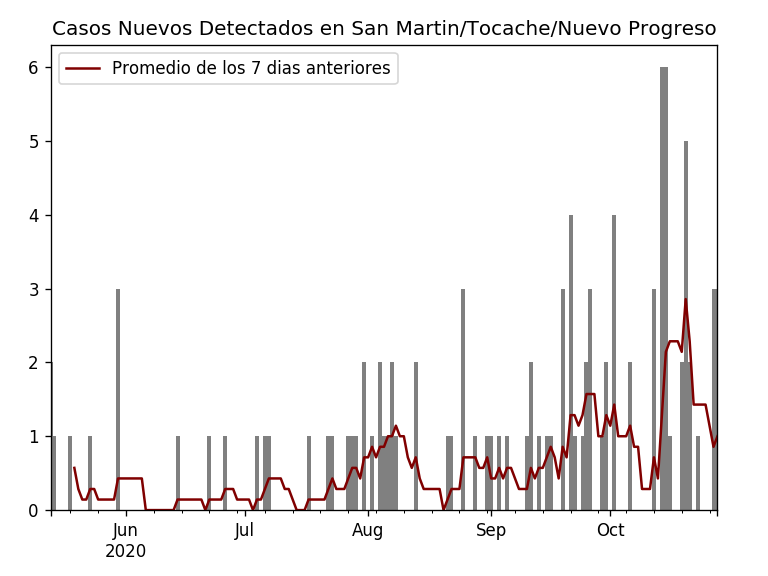 Casos Nuevos Detectados en San Martin/Tocache/Nuevo Progreso
Promedio de los 7 dias anteriores
6
5
4
3
2
1
0
Jun Jul Aug Sep Oct
2020